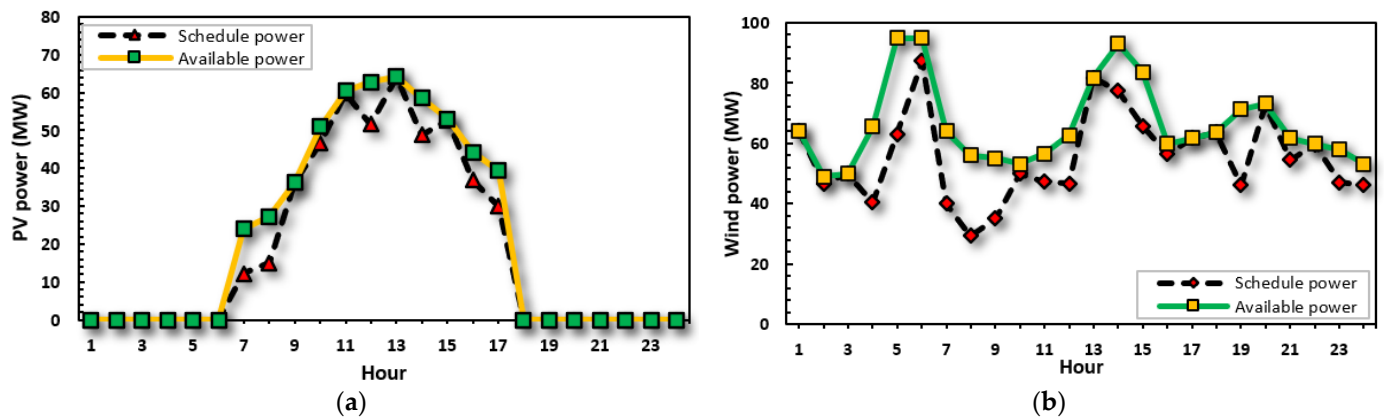 80
70
60
50
40
30
20
10
0
PV power (MW)
Schedule power
Available power
1 3 5 7 9 11 13 15 17 19 21 23
Hour
(a)
100
80
60
40
20
0
Wind power (MW)
Schedule power
Available power
1 3 5 7 9 11 13 15 17 19 21 23
Hour
(b)